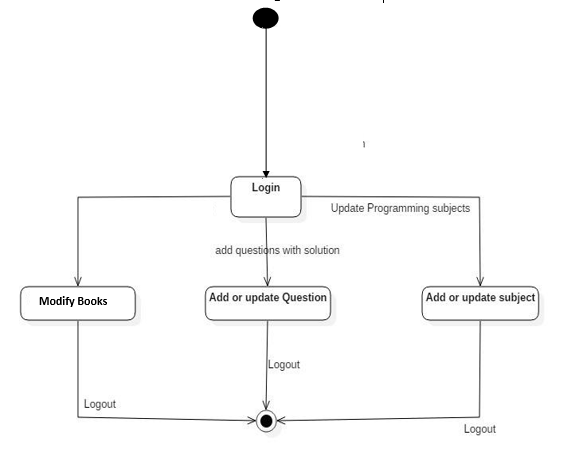 Login
Update Programming subjects
add questions with solution
Modify Books
Add or update Question
Add or update subject
Logout
Logout
Logout